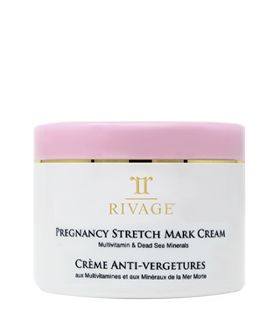 RIVAGE
PREGNANCY STRETCH MARK CREAM
Multivitamin & Dead Sea Minerals
CRÈME ANTI-VERGETURES
aux Multivitamines et aux Minéraux de la Mer Morte